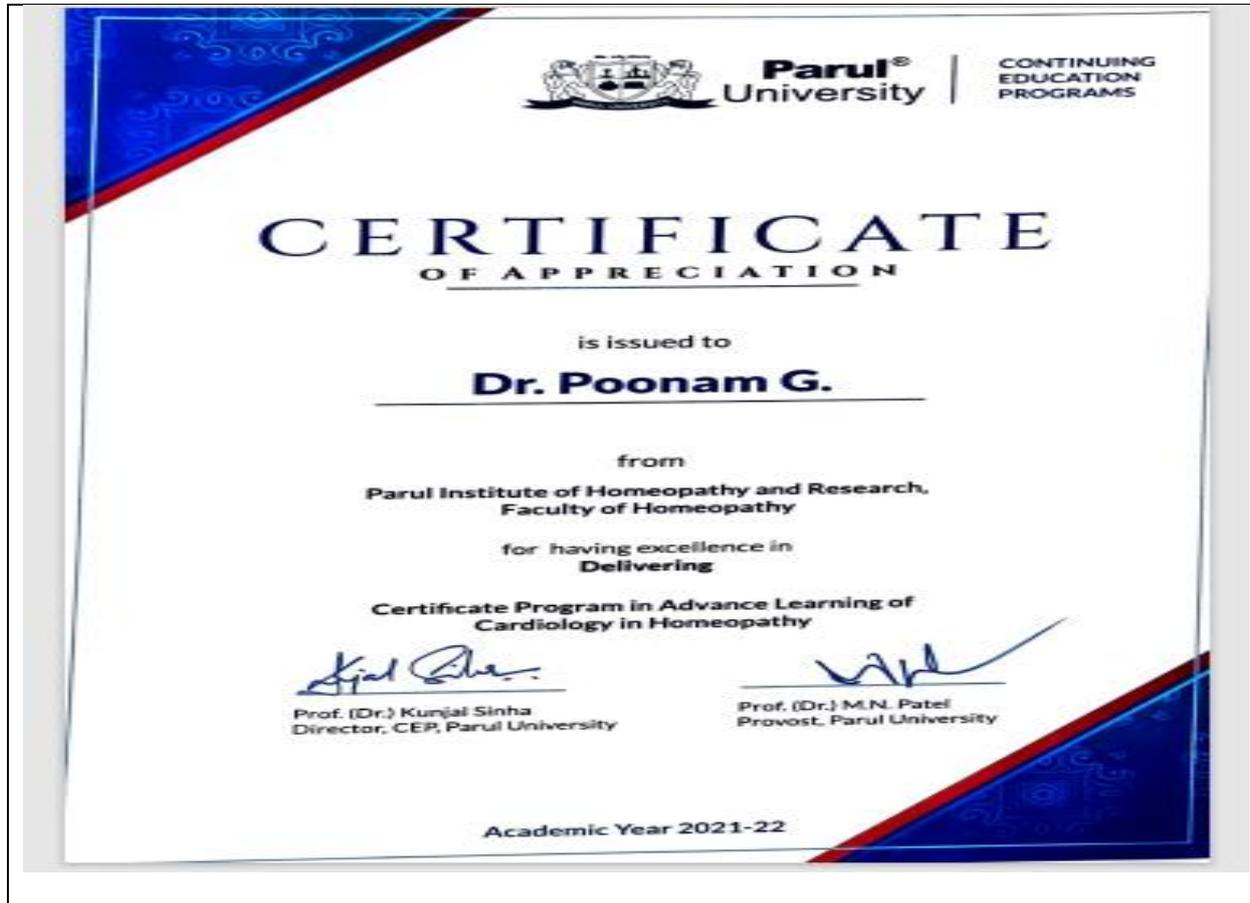 Parul®
University
CONTINUING
EDUCATION
PROGRAMS
CERTIFICATE
OF APPRECIATION
is issued to
Dr. Poonam G.
from
Parul Institute of Homeopathy and Research,
Faculty of Homeopathy
for having excellence in
Delivering
Certificate Program in Advance Learning of
Cardiology in Homeopathy
Prof. (Dr.) Kunjal Sinha
Director, CEP, Parul University
Prof. (Dr.) M.N. Patel
Provost, Parul University
Academic Year 2021-22